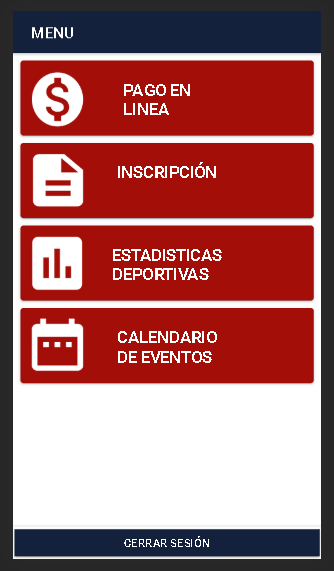 MENU
PAGO EN
LINEA
INSCRIPCIÓN
ESTADISTICAS
DEPORTIVAS
CALENDARIO
DE EVENTOS
CERRAR SESIÓN